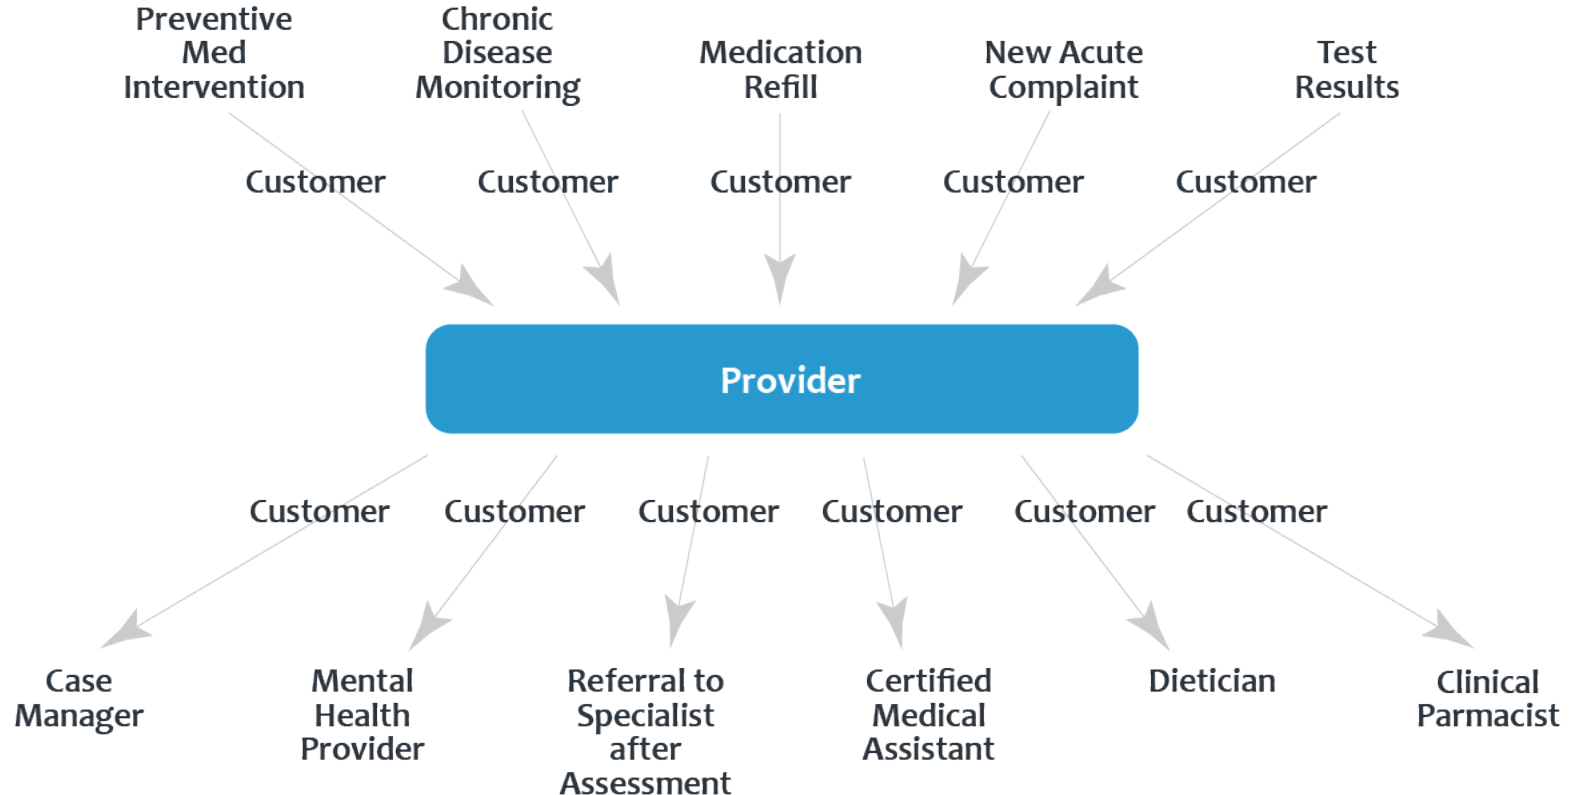 Preventive
Med
Intervention
Chronic
Disease
Monitoring
Medication
Refill
New Acute
Complaint
Test
Results
Customer
Customer
Customer
Customer
Customer
Provider
Customer
Customer
Customer
Customer
Customer
Customer
Case
Manager
Mental
Health
Provider
Referral to
Specialist
after
Assessment
Certified
Medical
Assistant
Dietician
Clinical
Parmacist